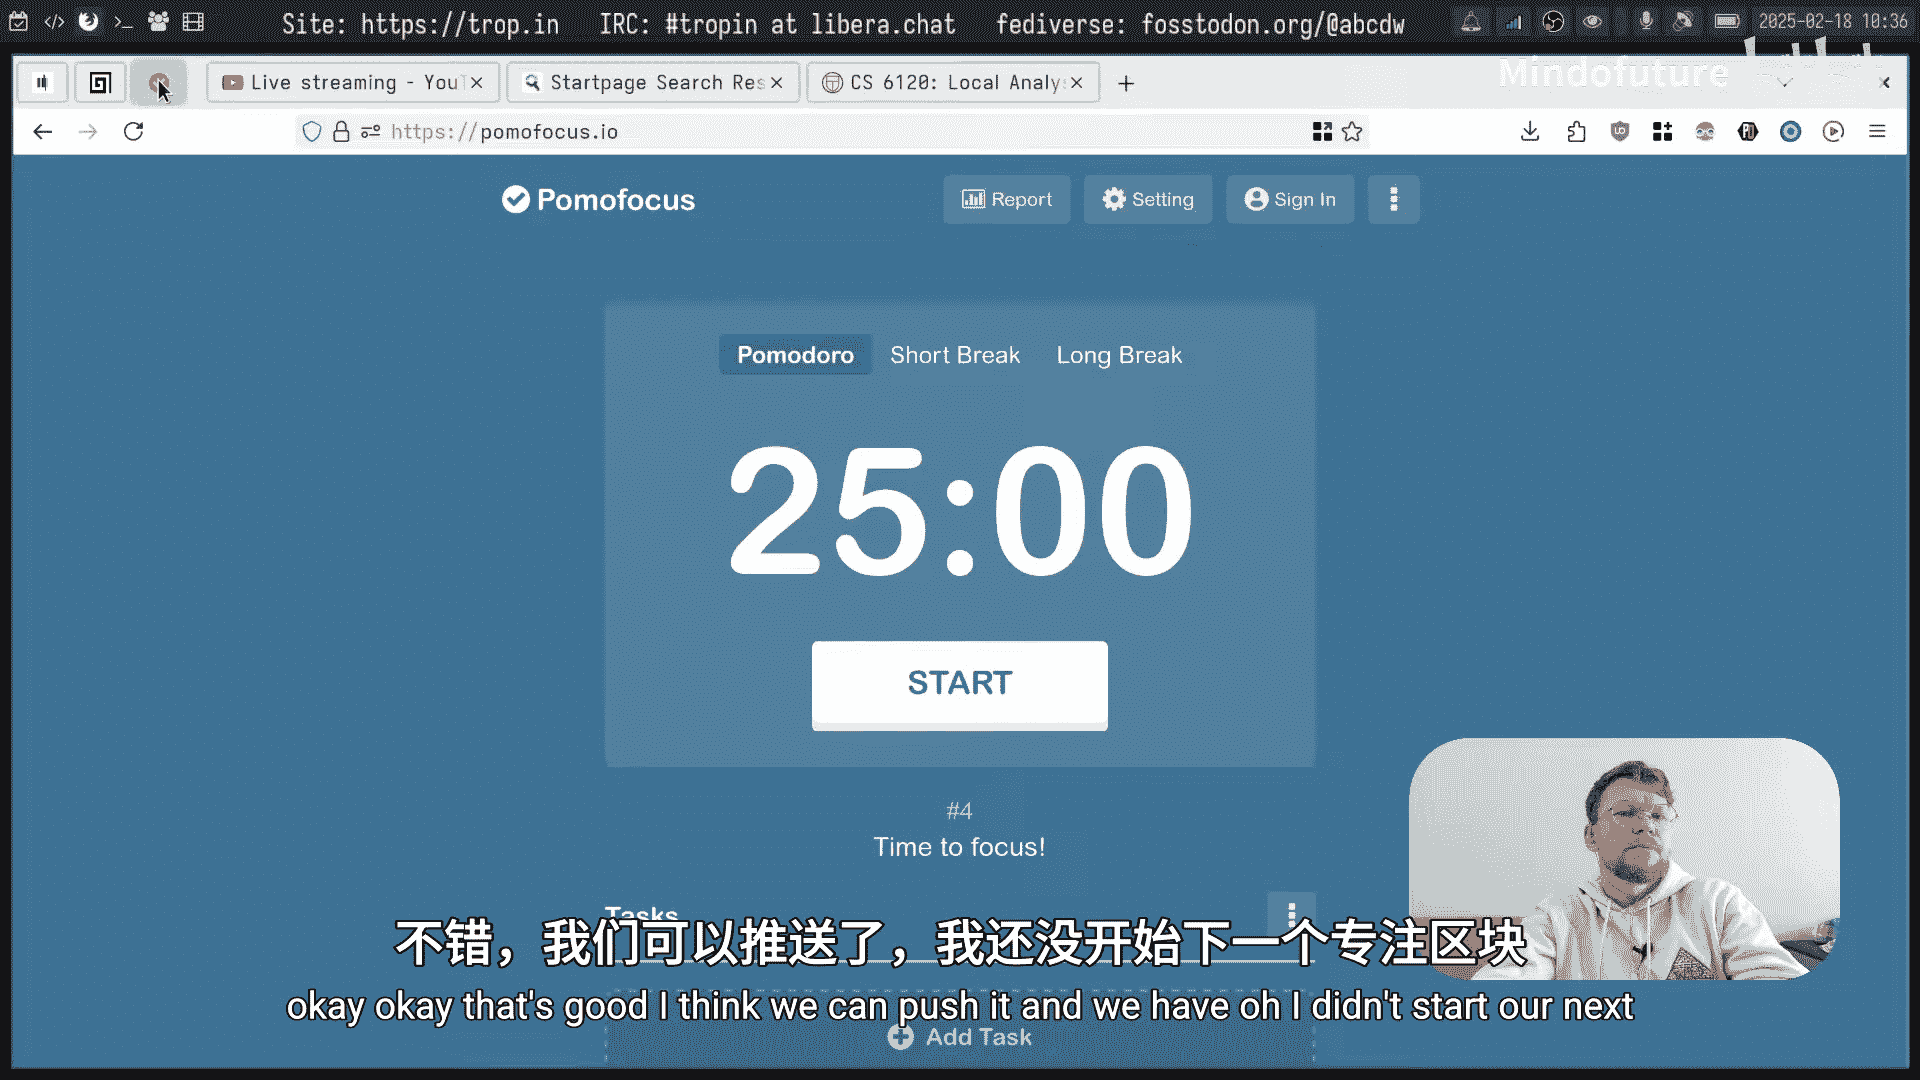 Site: https://trop.in IRC: #tropin at libera.chat fediverse: fosstodon.org/@abcdw
2025-02-18 10:36
Mindofuture
Live streaming - You
Startpage Search Res
CS 6120: Local Analys
https://pomofocus.io
Pomofocus
Report
Setting
Sign In
Pomodoro
Short Break
Long Break
25:00
START
#4
Time to focus!
Tasks
不错，我们可以推送了，我还没开始下一个专注区块
okay okay that's good I think we can push it and we have oh I didn't start our next
Add Task